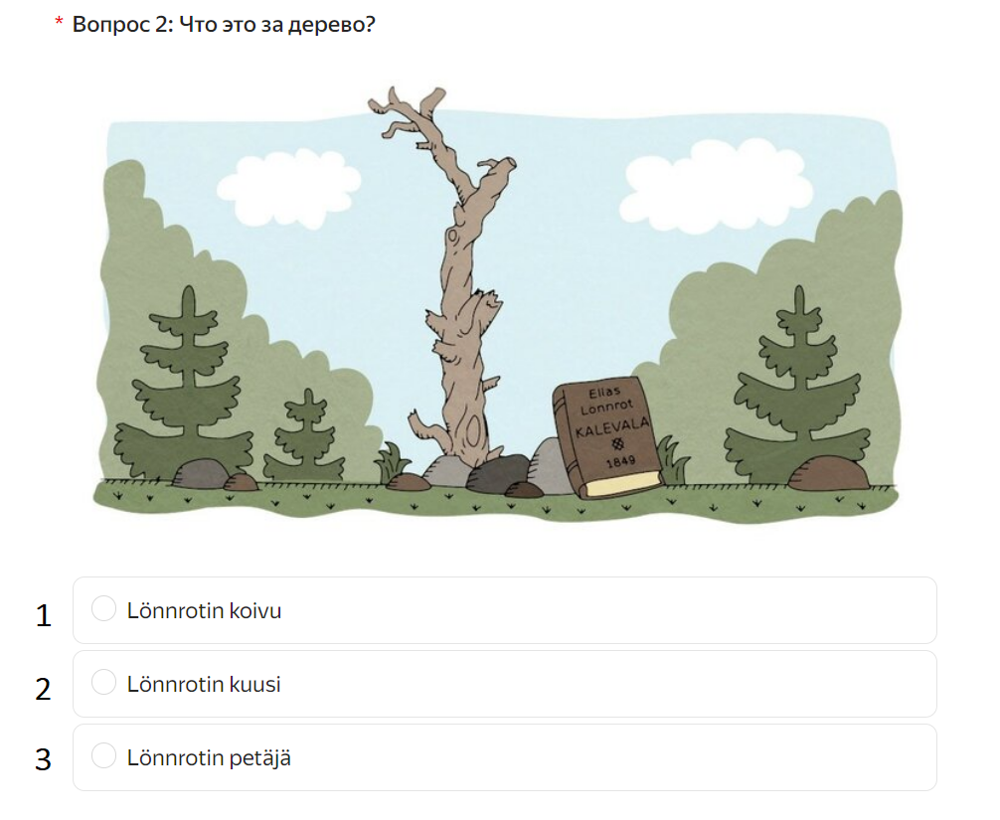 * Вопрос 2: Что это за дерево?
Elias
Lonnrot
KALEVALA
1849
1 Lönnrotin koivu
2 Lönnrotin kuusi
3 Lönnrotin petäjä